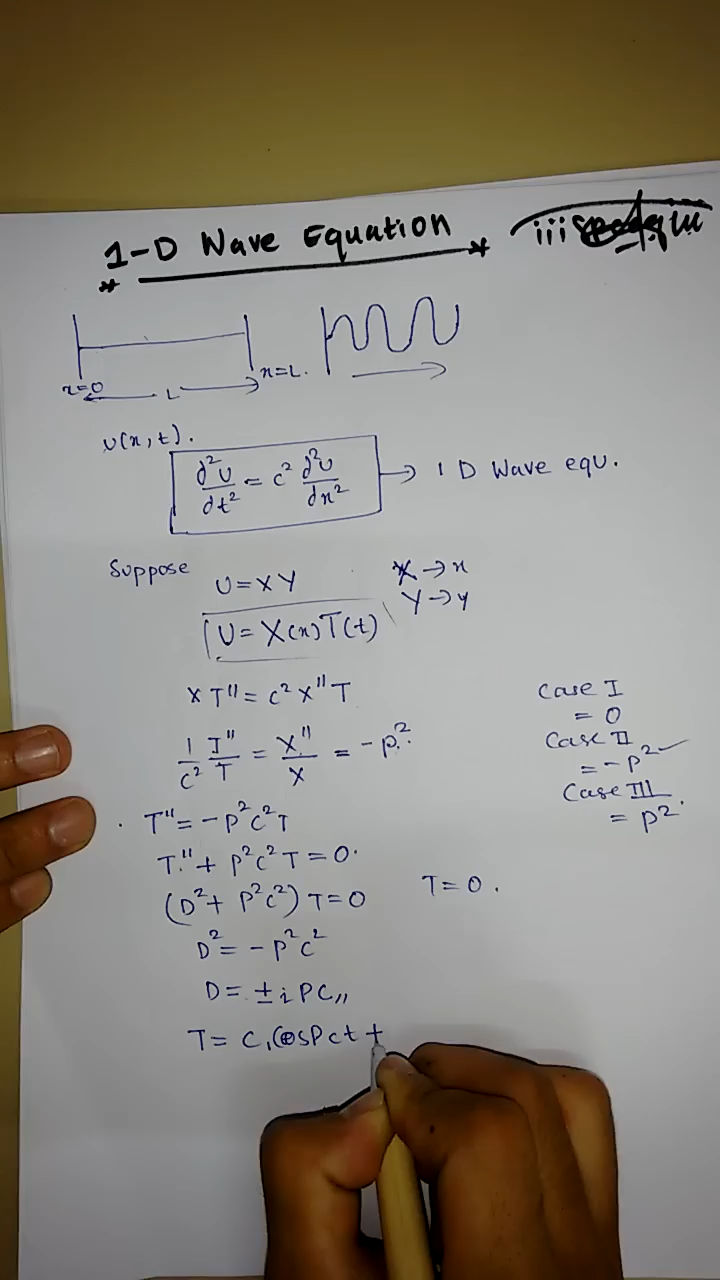 1-D Wave Equation
x=0 L x=L.
u(x,t).
∂²u/∂t² = c² ∂²u/∂x² → 1 D Wave equ.
Suppose
U=XY
X→x
Y→y
U= X(x)T(t)
XT''= c² X''T
Case I
= 0
1/c² T''/T = X''/X = -p².
Case II
= -p²
Case III
= p².
T''= -p²c²T
T''+ p²c²T=0.
(D²+ p²c²) T=0 T=0.
D²= -p²c²
D= ±ipc,,
T= C₁Cospct +